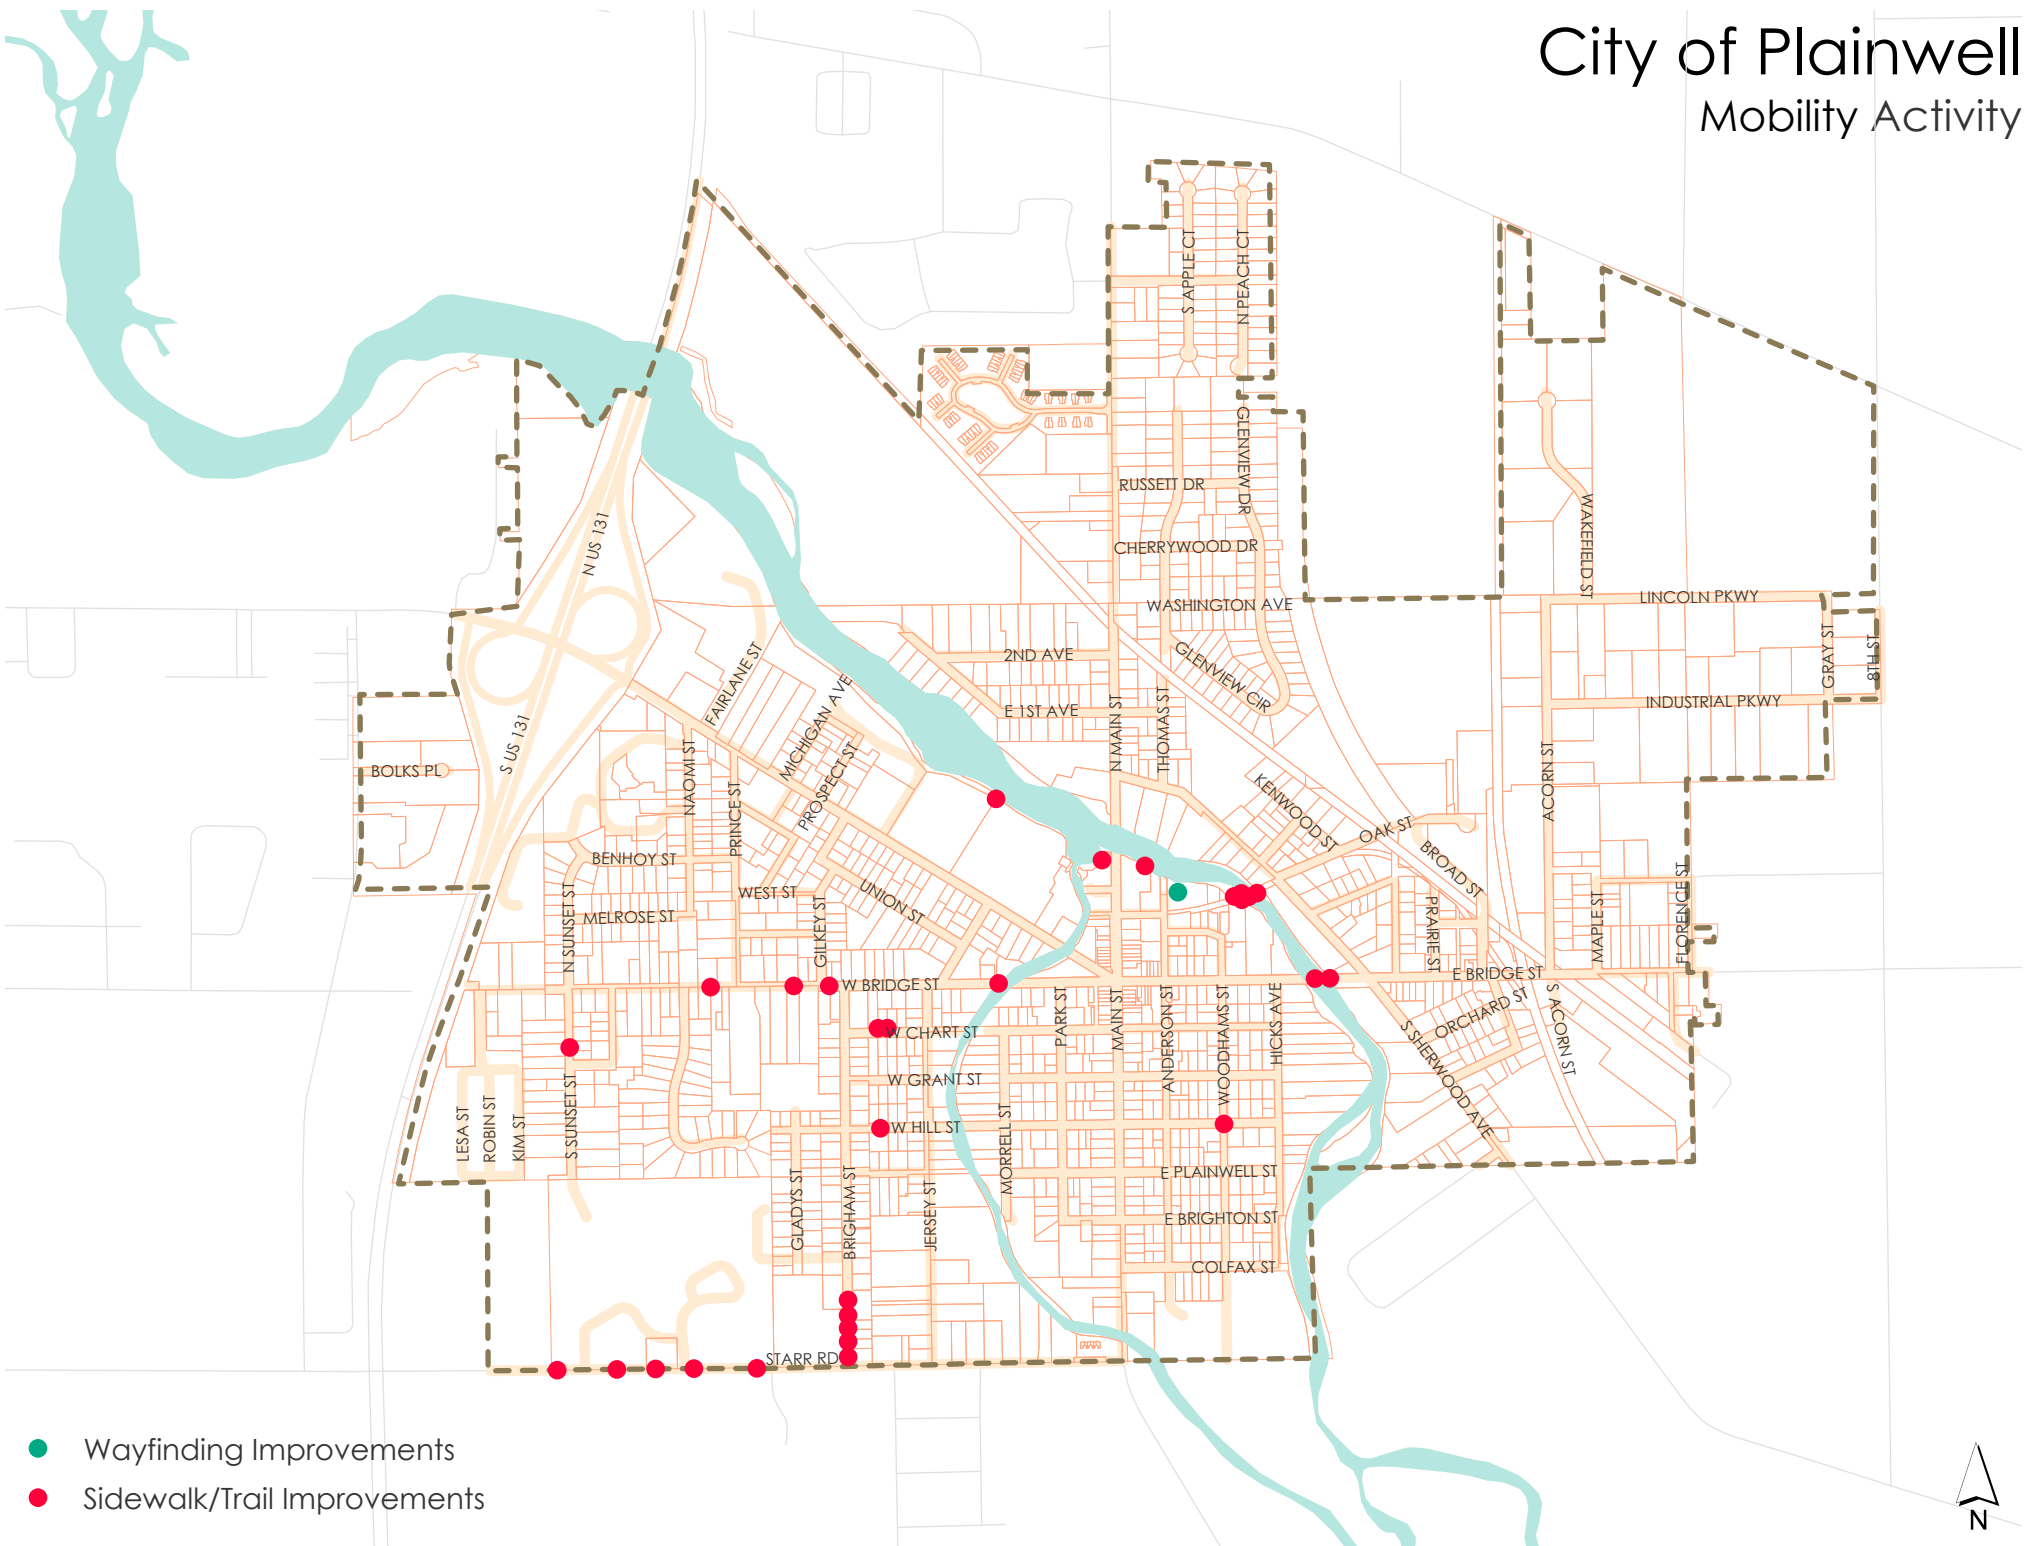 City of Plainwell
Mobility Activity
S APPLE CT
N PEACH CT
GLENVIEW DR
RUSSETT DR
CHERRYWOOD DR
WASHINGTON AVE
GLENVIEW CIR
N US 131
S US 131
WAKEFIELD ST
LINCOLN PKWY
GRAY ST
8TH ST
INDUSTRIAL PKWY
2ND AVE
E 1ST AVE
N MAIN ST
THOMAS ST
FAIRLANE ST
MICHIGAN AVE
PROSPECT ST
NAOMI ST
PRINCE ST
BOLKS PL
ACORN ST
KENWOOD ST
OAK ST
BROAD ST
BENHOY ST
WEST ST
UNION ST
MELROSE ST
GILKEY ST
N SUNSET ST
PRAIRIE ST
MAPLE ST
FLORENCE ST
W BRIDGE ST
E BRIDGE ST
ORCHARD ST
S ACORN ST
S SHERWOOD AVE
W CHART ST
PARK ST
MAIN ST
ANDERSON ST
WOODHAMS ST
HICKS AVE
W GRANT ST
W HILL ST
MORRELL ST
LESA ST
ROBIN ST
KIM ST
S SUNSET ST
GLADYS ST
BRIGHAM ST
JERSEY ST
E PLAINWELL ST
E BRIGHTON ST
COLFAX ST
STARR RD
Wayfinding Improvements
Sidewalk/Trail Improvements
N